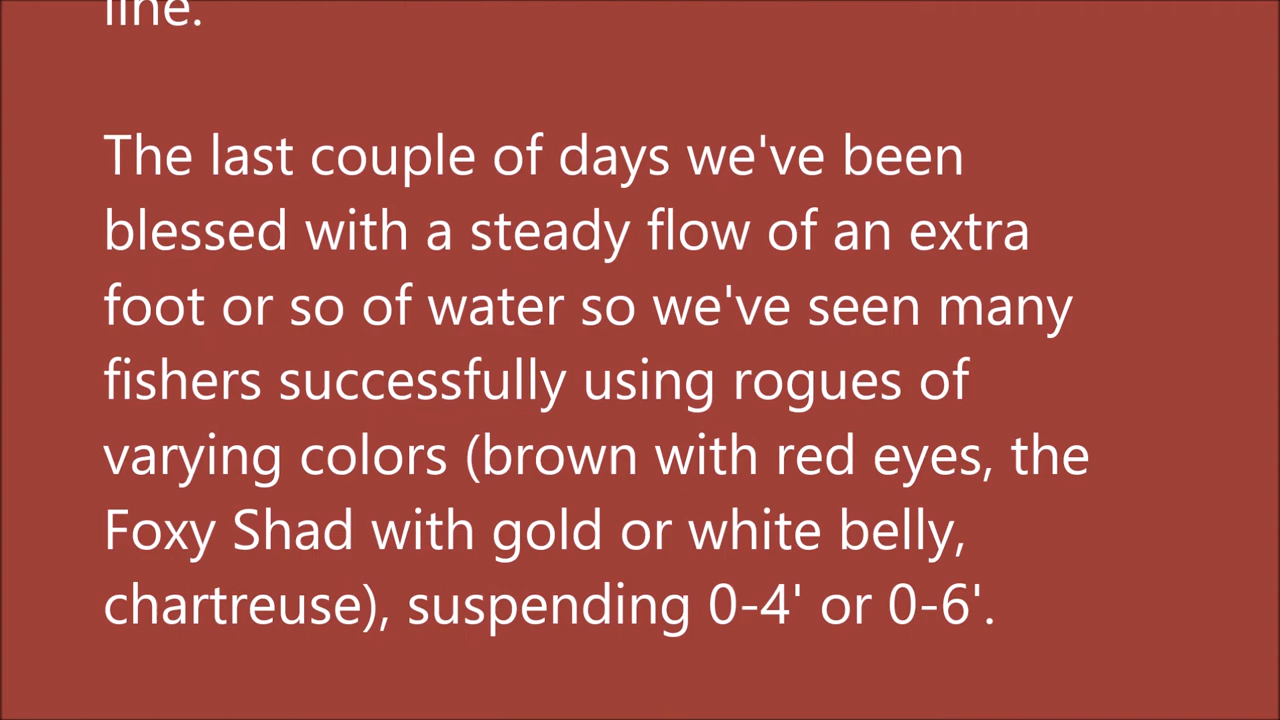 line.
The last couple of days we've been
blessed with a steady flow of an extra
foot or so of water so we've seen many
fishers successfully using rogues of
varying colors (brown with red eyes, the
Foxy Shad with gold or white belly,
chartreuse), suspending 0-4' or 0-6'.